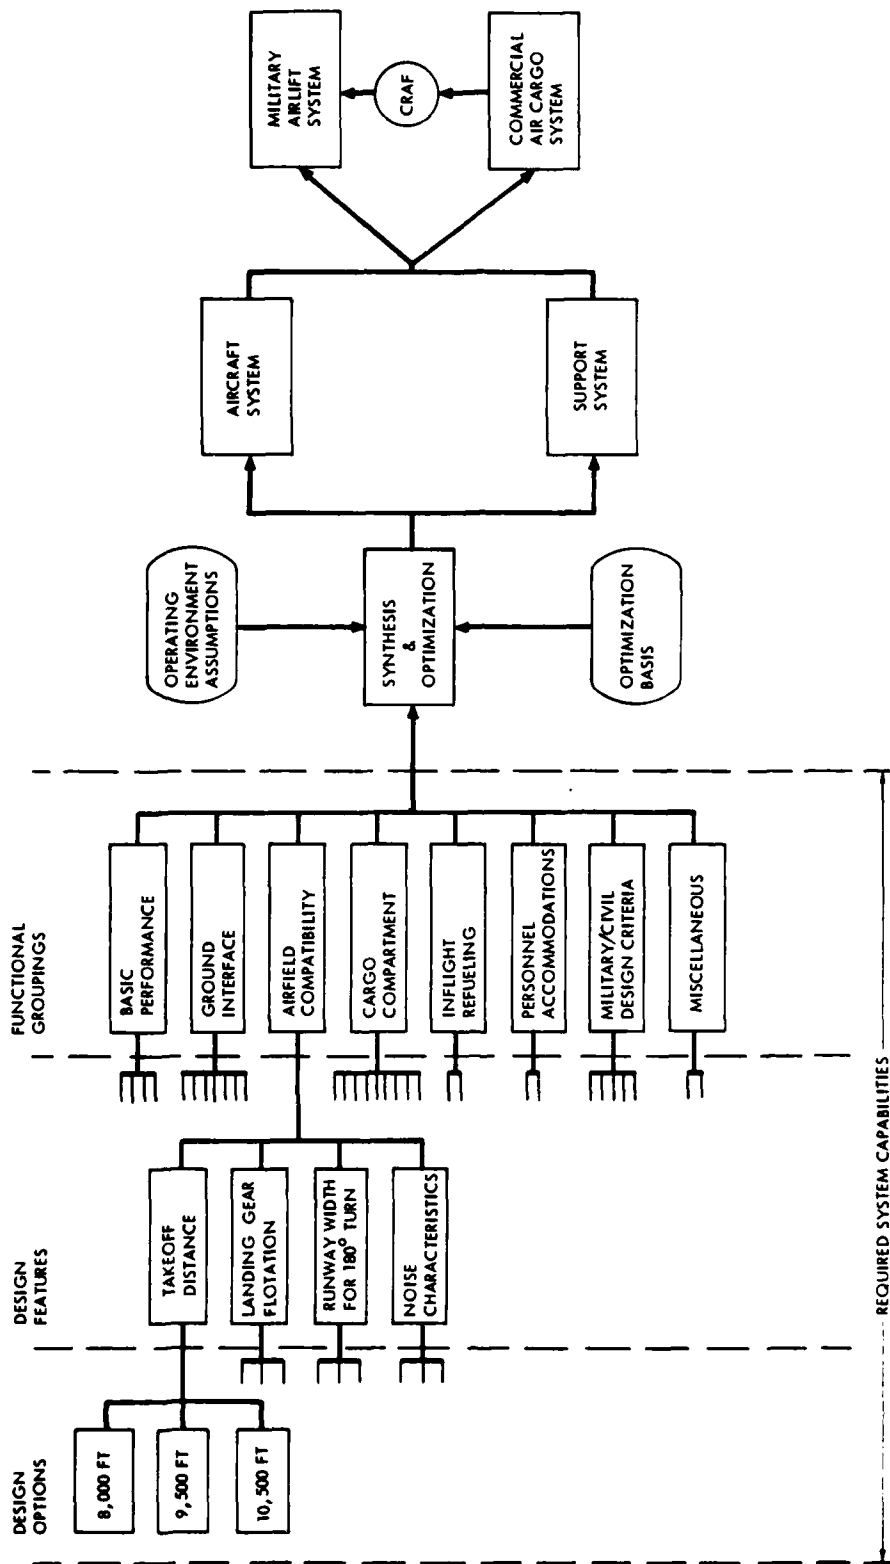 DESIGN
OPTIONS
8,000 FT
9,500 FT
10,500 FT
DESIGN
FEATURES
TAKEOFF
DISTANCE
LANDING GEAR
FLOTATION
RUNWAY WIDTH
FOR 180° TURN
NOISE
CHARACTERISTICS
FUNCTIONAL
GROUPINGS
BASIC
PERFORMANCE
GROUND
INTERFACE
AIRFIELD
COMPATIBILITY
CARGO
COMPARTMENT
INFLIGHT
REFUELING
PERSONNEL
ACCOMMODATIONS
MILITARY/CIVIL
DESIGN CRITERIA
MISCELLANEOUS
REQUIRED SYSTEM CAPABILITIES
OPERATING
ENVIRONMENT
ASSUMPTIONS
SYNTHESIS
&
OPTIMIZATION
OPTIMIZATION
BASIS
AIRCRAFT
SYSTEM
SUPPORT
SYSTEM
MILITARY
AIRLIFT
SYSTEM
CRAF
COMMERCIAL
AIR CARGO
SYSTEM